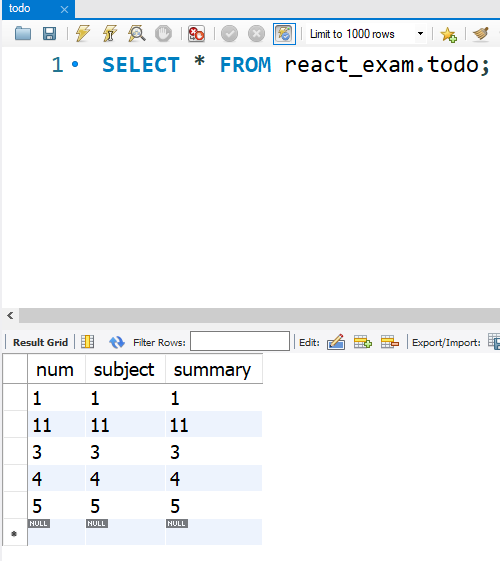 todo
Limit to 1000 rows
1 SELECT * FROM react_exam.todo;
Result Grid Filter Rows: Edit: Export/Import:
num subject summary
1 1 1
11 11 11
3 3 3
4 4 4
5 5 5
NULL NULL NULL